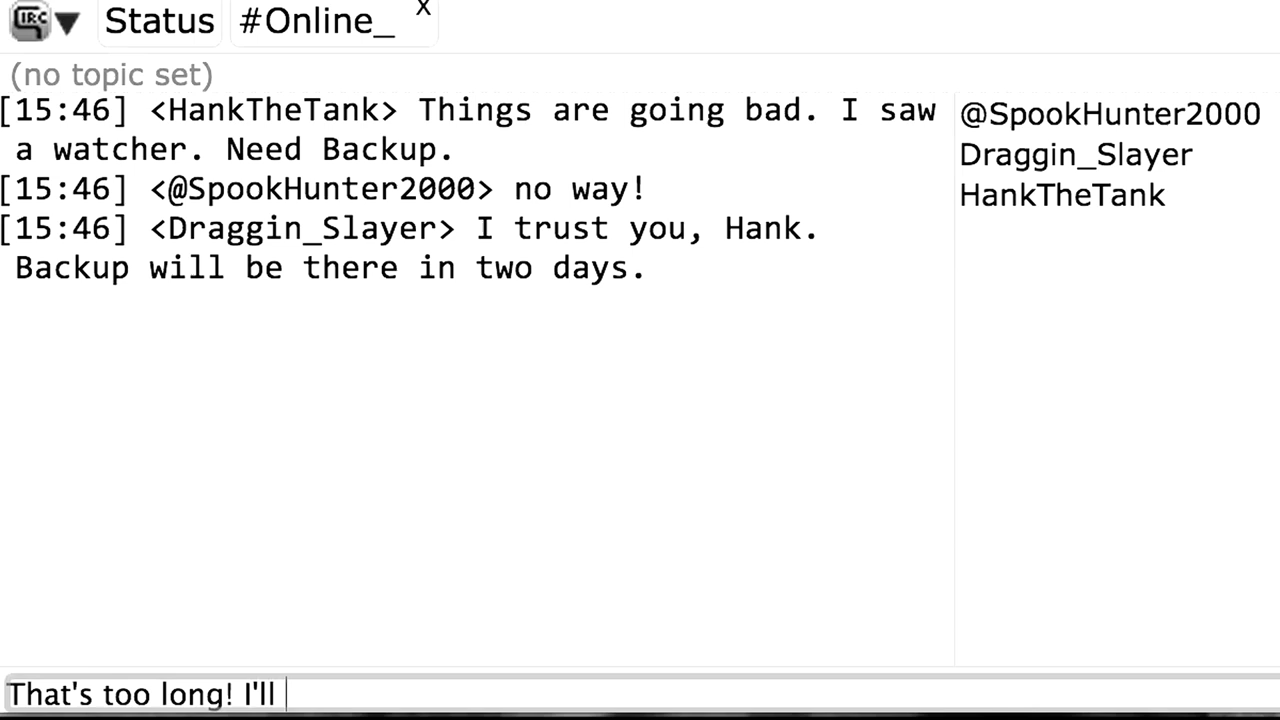 IRC
Status
#Online_
x
(no topic set)
[15:46] <HankTheTank> Things are going bad. I saw
a watcher. Need Backup.
[15:46] <@SpookHunter2000> no way!
[15:46] <Draggin_Slayer> I trust you, Hank.
Backup will be there in two days.
@SpookHunter2000
Draggin_Slayer
HankTheTank
That's too long! I'll